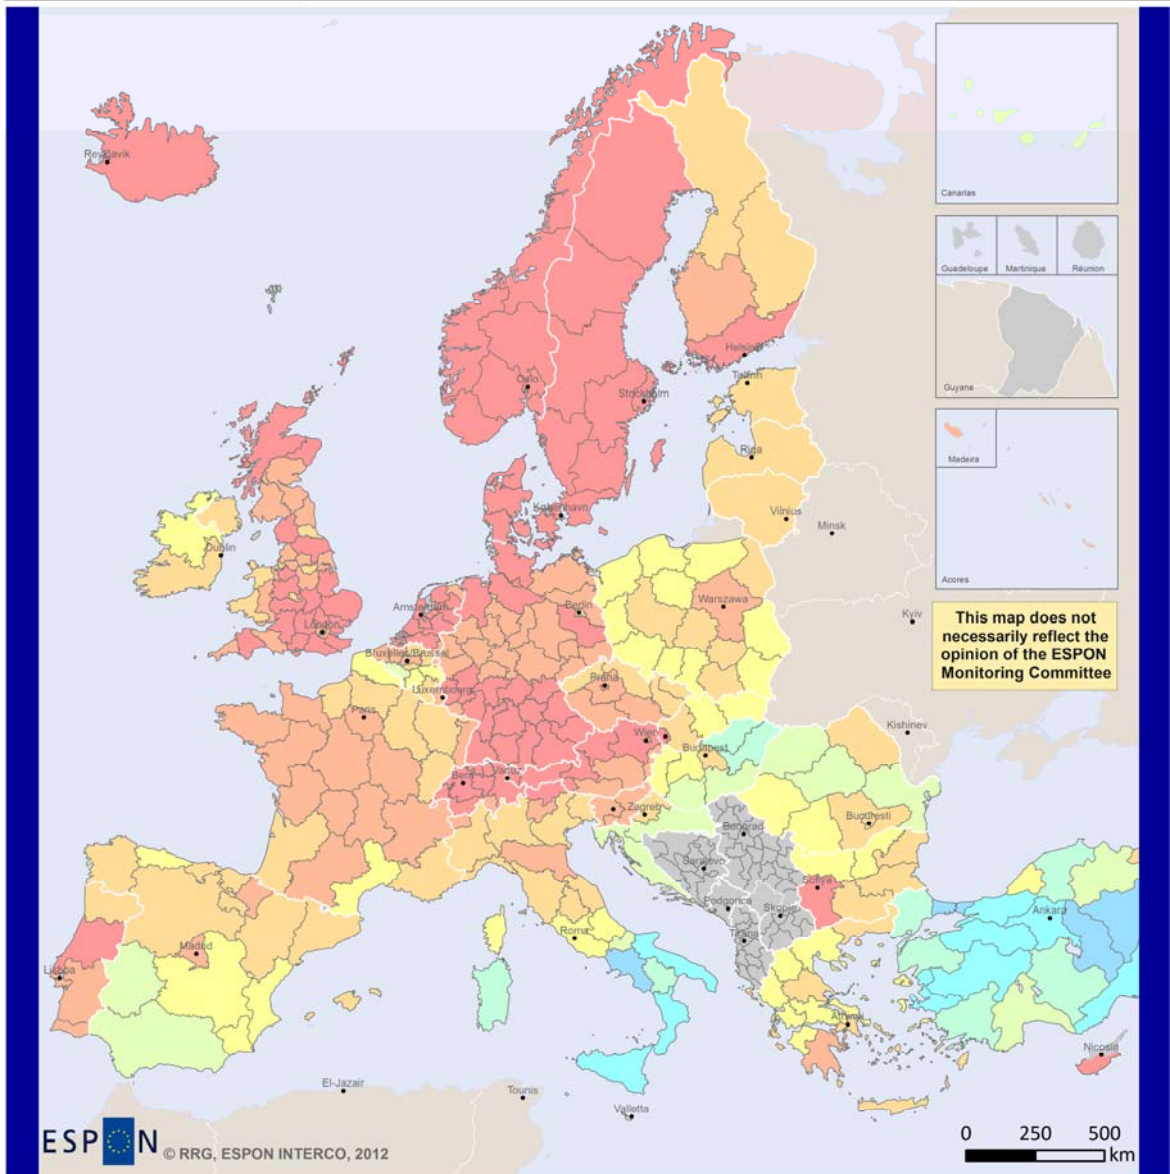 Canarias
Reykjavik
Guadeloupe
Martinique
Réunion
Guyane
Helsinki
Tallinn
Oslo
Stockholm
Madeira
Riga
København
Vilnius
Minsk
Dublin
Acores
Amsterdam
Berlin
Warszawa
Kyiv
This map does not
necessarily reflect the
opinion of the ESPON
Monitoring Committee
London
Bruxelles/Brussel
Praha
Luxembourg
Paris
Kishinev
Wien
Budapest
Bern
Vaduz
Zagreb
Bucuresti
Beograd
Sarajevo
Sofiya
Podgorica
Skopje
Ankara
Roma
Tirana
Madrid
Lisboa
Athinai
Nicosia
El-Jazair
Tounis
Valletta
0 250 500
km
ESPON © RRG, ESPON INTERCO, 2012